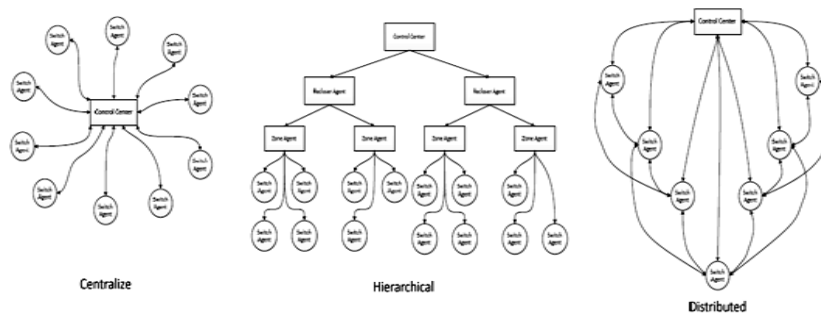 Switch
Agent
Switch
Agent
Switch
Agent
Switch
Agent
Switch
Agent
Control Center
Switch
Agent
Switch
Agent
Switch
Agent
Switch
Agent
Switch
Agent
Centralize
Control Center
Recloser Agent
Recloser Agent
Zone Agent
Zone Agent
Zone Agent
Zone Agent
Switch
Agent
Switch
Agent
Switch
Agent
Switch
Agent
Switch
Agent
Switch
Agent
Switch
Agent
Switch
Agent
Switch
Agent
Switch
Agent
Switch
Agent
Switch
Agent
Switch
Agent
Switch
Agent
Hierarchical
Control Center
Switch
Agent
Switch
Agent
Switch
Agent
Switch
Agent
Switch
Agent
Switch
Agent
Switch
Agent
Distributed